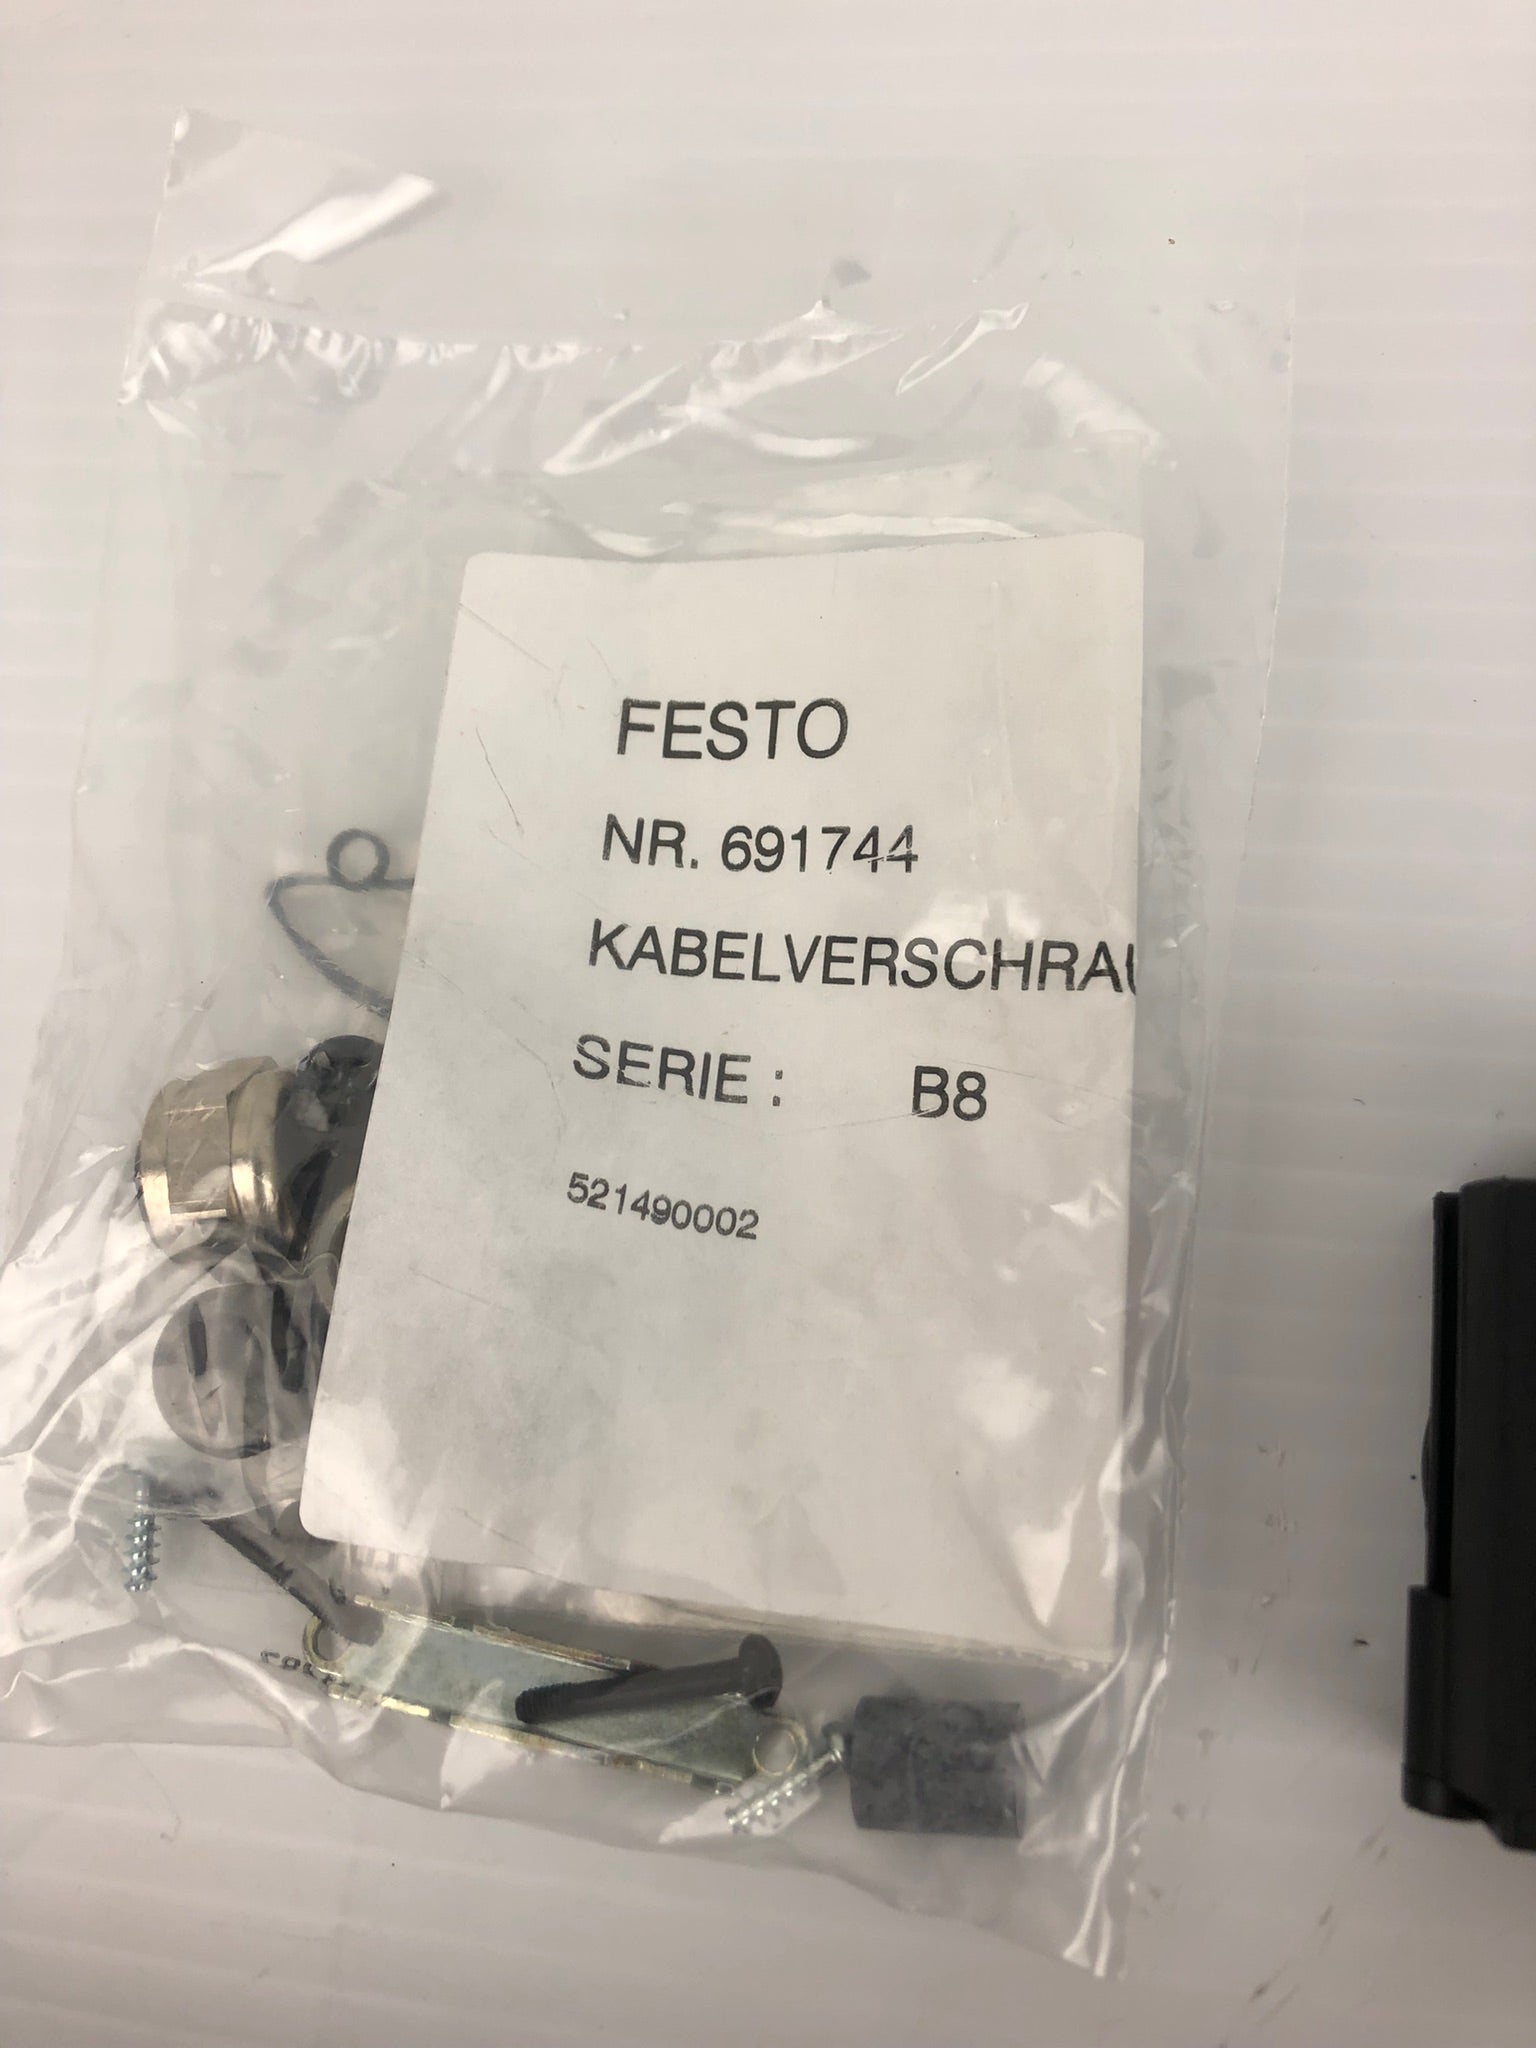 FESTO
NR. 691744
KABELVERSCHRAU
SERIE : B8
521490002